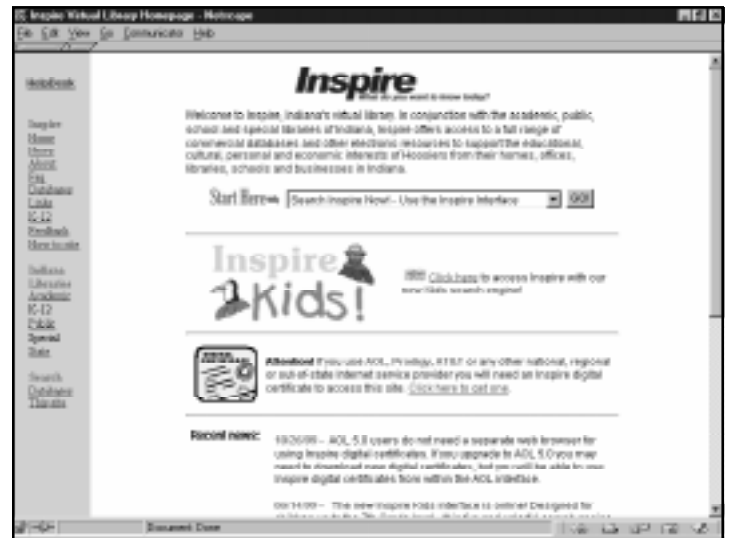 Inspire Virtual Library Homepage - Netscape
File Edit View Go Communicator Help
HelpDesk
Inspire
Home
Users
About
Faq
Databases
Links
K-12
Feedback
How to cite
Indiana
Libraries
Academic
K-12
Public
Special
State
Search
Databases
This site
Inspire
What do you want to know today?
Welcome to Inspire, Indiana's virtual library. In conjunction with the academic, public,
school and special libraries of Indiana, Inspire offers access to a full range of
commercial databases and other electronic resources to support the educational,
cultural, personal and economic interests of Hoosiers from their homes, offices,
libraries, schools and businesses in Indiana.
Start Here Search Inspire Now! - Use the Inspire Interface GO!
Inspire
Kids!
Click here to access Inspire with our
new Kids search engine!
Attention! If you use AOL, Prodigy, AT&T or any other national, regional
or out-of-state internet service provider you will need an Inspire digital
certificate to access this site. Click here to get one.
Recent news: 10/26/99 - AOL 5.0 users do not need a separate web browser for
using Inspire digital certificates. If you upgrade to AOL 5.0 you may
need to download new digital certificates, but you will be able to use
Inspire digital certificates from within the AOL interface.
09/14/99 - The new Inspire Kids interface is online! Designed for
Document: Done